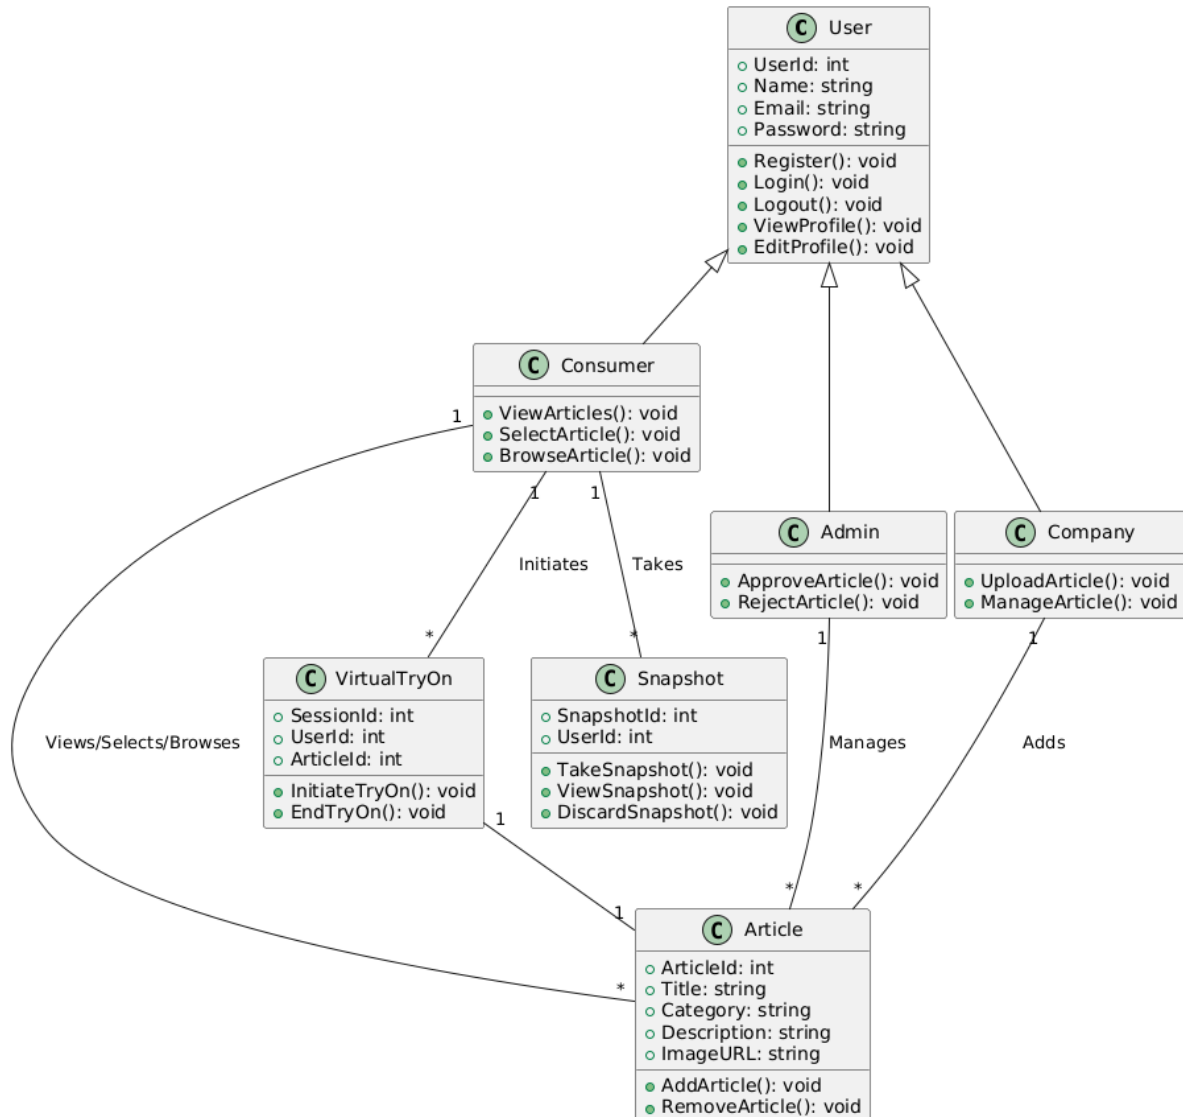 C User
UserId: int
Name: string
Email: string
Password: string
Register(): void
Login(): void
Logout(): void
ViewProfile(): void
EditProfile(): void
C Consumer
ViewArticles(): void
SelectArticle(): void
BrowseArticle(): void
1
1
1
C Admin
ApproveArticle(): void
RejectArticle(): void
1
C Company
UploadArticle(): void
ManageArticle(): void
1
Initiates
Takes
*
*
C VirtualTryOn
SessionId: int
UserId: int
ArticleId: int
InitiateTryOn(): void
EndTryOn(): void
1
C Snapshot
SnapshotId: int
UserId: int
TakeSnapshot(): void
ViewSnapshot(): void
DiscardSnapshot(): void
Views/Selects/Browses
Manages
Adds
*
*
1
*
C Article
ArticleId: int
Title: string
Category: string
Description: string
ImageURL: string
AddArticle(): void
RemoveArticle(): void